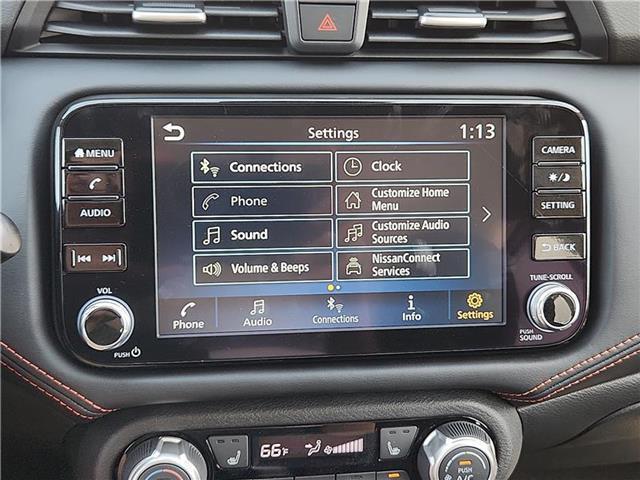 Settings
1:13
MENU
CAMERA
Connections
Clock
Phone
Customize Home
Menu
AUDIO
SETTING
Sound
Customize Audio
Sources
BACK
Volume & Beeps
NissanConnect
Services
VOL
TUNE-SCROLL
Phone
Audio
Connections
i
Info
Settings
PUSH
PUSH
SOUND
66°F
PUSH
A/C